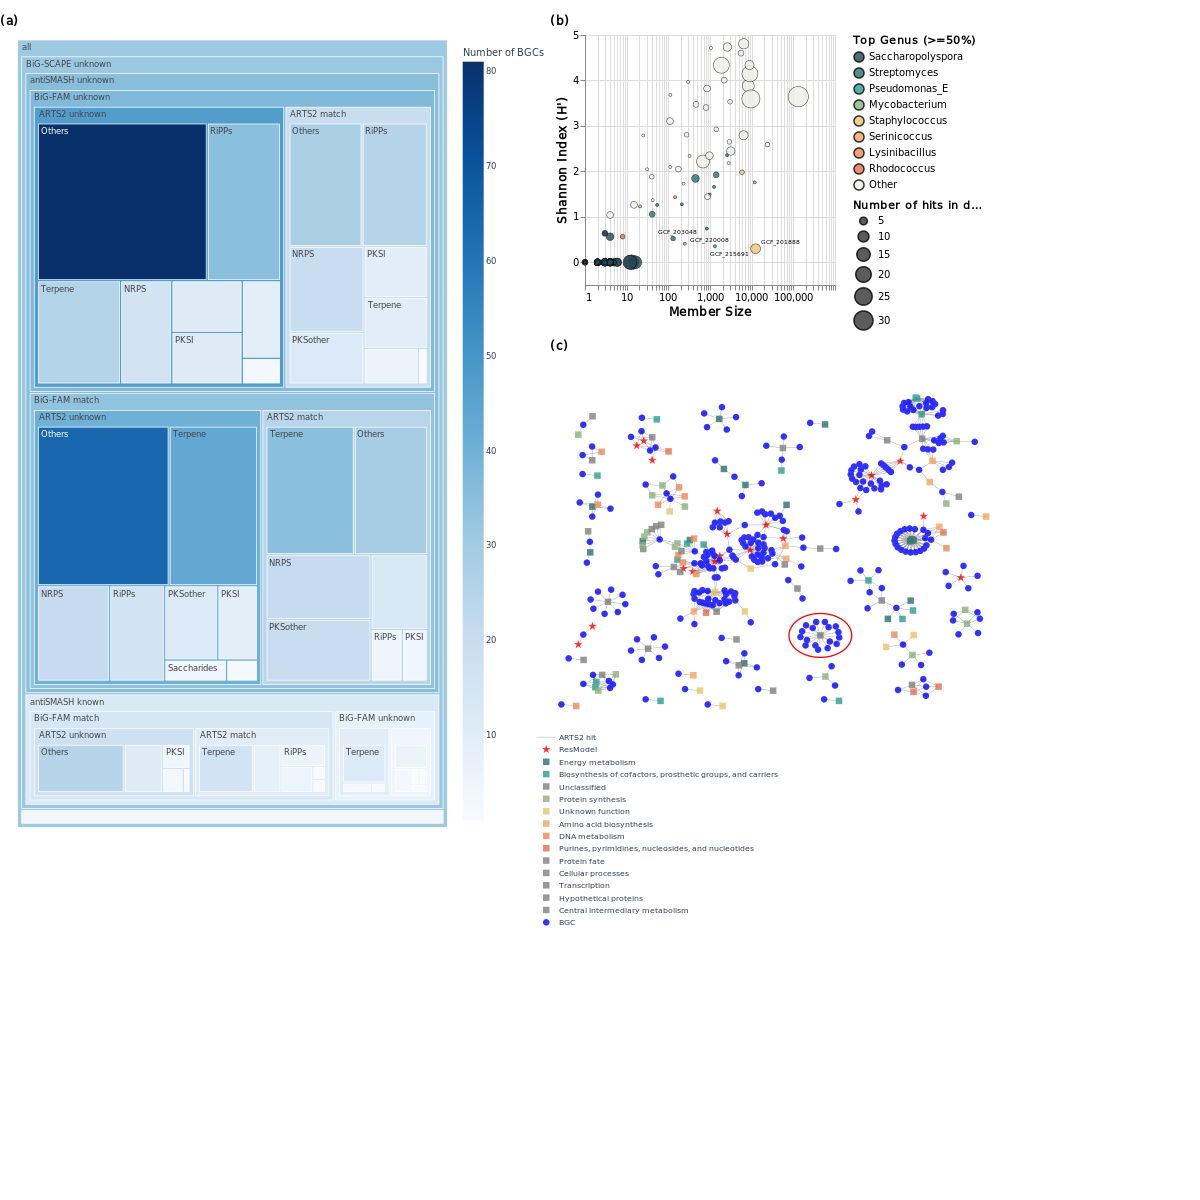 (a)
all
BiG-SCAPE unknown
antiSMASH unknown
BiG-FAM unknown
ARTS2 unknown
Others
RiPPs
Terpene
NRPS
PKSI
ARTS2 match
Others
RiPPs
NRPS
PKSI
Terpene
PKSother
BiG-FAM match
ARTS2 unknown
Others
Terpene
NRPS
RiPPs
PKSother
PKSI
Saccharides
ARTS2 match
Terpene
Others
NRPS
PKSother
RiPPs
PKSI
antiSMASH known
BiG-FAM match
ARTS2 unknown
Others
PKSI
ARTS2 match
Terpene
RiPPs
BiG-FAM unknown
Terpene
Number of BGCs
80
70
60
50
40
30
20
10
(b)
Shannon Index (H')
5
4
3
2
1
0
GCF_203048
GCF_220008
GCF_215691
GCF_201888
1
10
100
1,000
10,000
100,000
Member Size
Top Genus (>=50%)
Saccharopolyspora
Streptomyces
Pseudomonas_E
Mycobacterium
Staphylococcus
Serinicoccus
Lysinibacillus
Rhodococcus
Other
Number of hits in d...
5
10
15
20
25
30
(c)
ARTS2 hit
ResModel
Energy metabolism
Biosynthesis of cofactors, prosthetic groups, and carriers
Unclassified
Protein synthesis
Unknown function
Amino acid biosynthesis
DNA metabolism
Purines, pyrimidines, nucleosides, and nucleotides
Protein fate
Cellular processes
Transcription
Hypothetical proteins
Central intermediary metabolism
BGC